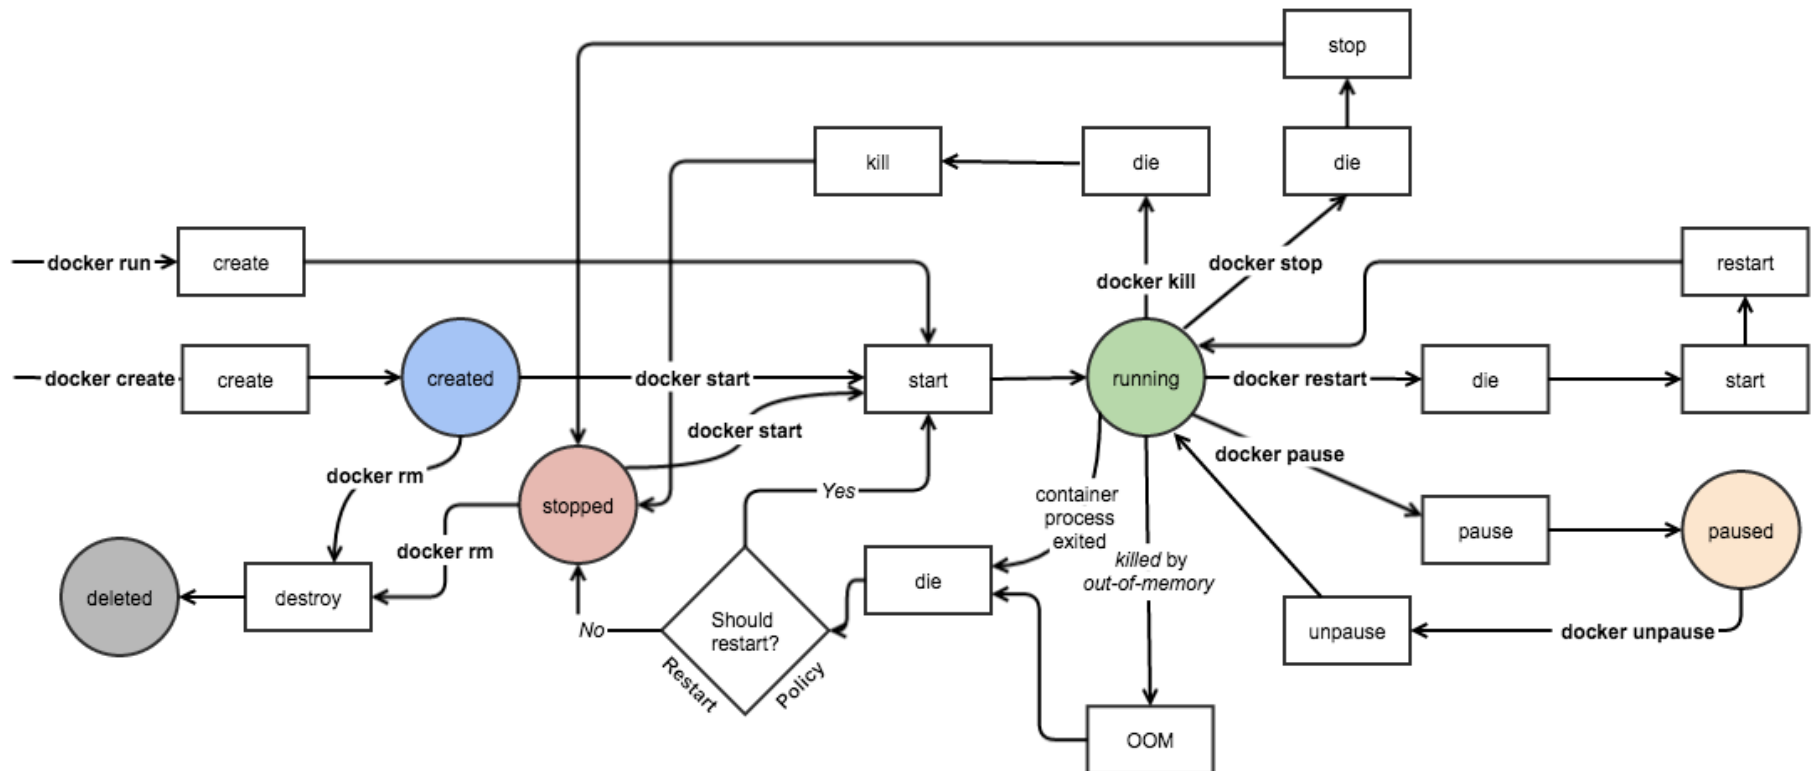 stop
kill
die
die
docker run
create
docker kill
docker stop
restart
docker create
create
created
docker start
start
running
docker restart
die
start
docker start
docker rm
stopped
Yes
docker pause
container
process
exited
pause
paused
docker rm
killed by
out-of-memory
deleted
destroy
die
Should
restart?
No
Restart
Policy
unpause
docker unpause
OOM